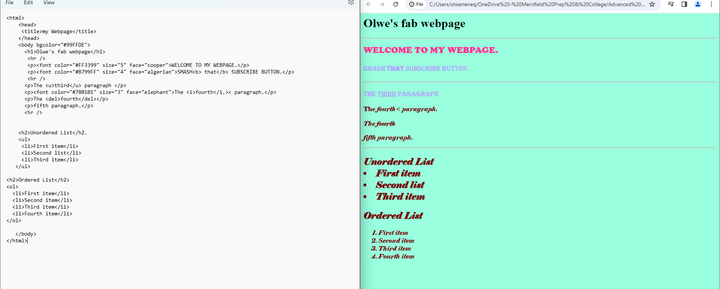 File Edit View
<html>
<head>
<title>My Webpage</title>
</head>
<body bgcolor="#99FFDE">
<h1>Olwe's fab webpage</h1>
<hr />
<p><font color="#FF3399" size="5" face="cooper">WELCOME TO MY WEBPAGE.</p>
<p><font color="#B799FF" size="4" face="algerian">SMASH<b> that</b> SUBSCRIBE BUTTON.</p>
<hr />
<p>The <u>third</u> paragraph </p>
<p><font color="#7B0101" size="3" face="elephant">The <i>fourth</i.>< paragraph.</p>
<p>The <del>fourth</del></p>
<p>fifth paragraph.</p>
<hr />
<h2>Unordered List</h2.
<ul>
<li>First item</li>
<li>Second list</li>
<li>Third item</li>
</ul>
<h2>Ordered List</h2>
<ol>
<li>First item</li>
<li>Second item</li>
<li>Third item</li>
<li>Fourth item</li>
</ol>
</body>
</html>
File C:/Users/olweneneq/OneDrive%20-%20Merrifield%20Prep%20&%20College/Advanced%20...
Olwe's fab webpage
WELCOME TO MY WEBPAGE.
SMASH THAT SUBSCRIBE BUTTON.
THE THIRD PARAGRAPH
The fourth < paragraph.
The fourth
fifth paragraph.
Unordered List
• First item
• Second list
• Third item
Ordered List
1. First item
2. Second item
3. Third item
4. Fourth item